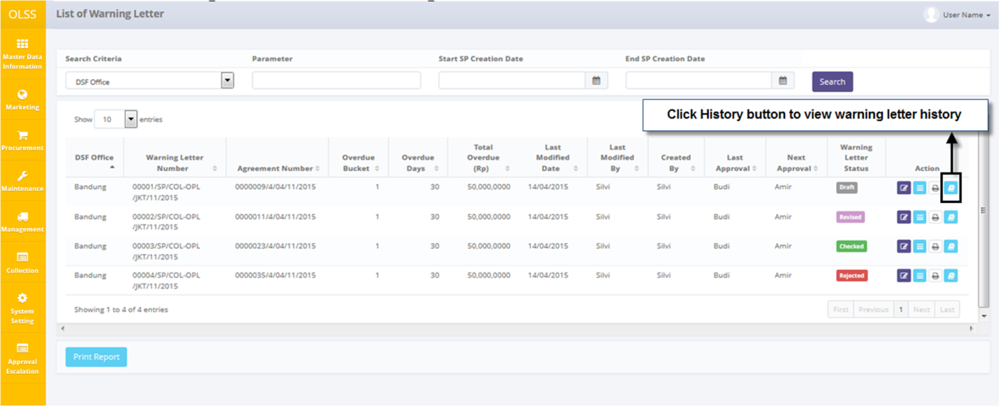 OLSS
List of Warning Letter
User Name
Master Data
Information
Marketing
Procurement
Maintenance
Management
Collection
System
Setting
Approval
Escalation
Search Criteria
Parameter
Start SP Creation Date
End SP Creation Date
DSF Office
Search
Click History button to view warning letter history
Show 10 entries
DSF Office
Warning Letter
Number
Agreement Number
Overdue
Bucket
Overdue
Days
Total
Overdue
(Rp)
Last
Modified
Date
Last
Modified
By
Created
By
Last
Approval
Next
Approval
Warning
Letter
Status
Action
Bandung 00001/SP/COL-OPL 0000009/4/04/11/2015 1 30 50,000,0000 14/04/2015 Silvi Silvi Budi Amir Draft
/JKT/11/2015
Bandung 00002/SP/COL-OPL 0000011/4/04/11/2015 1 30 50,000,0000 14/04/2015 Silvi Silvi Budi Amir Revised
/JKT/11/2015
Bandung 00003/SP/COL-OPL 0000023/4/04/11/2015 1 30 50,000,0000 14/04/2015 Silvi Silvi Budi Amir Checked
/JKT/11/2015
Bandung 00004/SP/COL-OPL 0000035/4/04/11/2015 1 30 50,000,0000 14/04/2015 Silvi Silvi Budi Amir Rejected
/JKT/11/2015
Showing 1 to 4 of 4 entries
First Previous 1 Next Last
Print Report